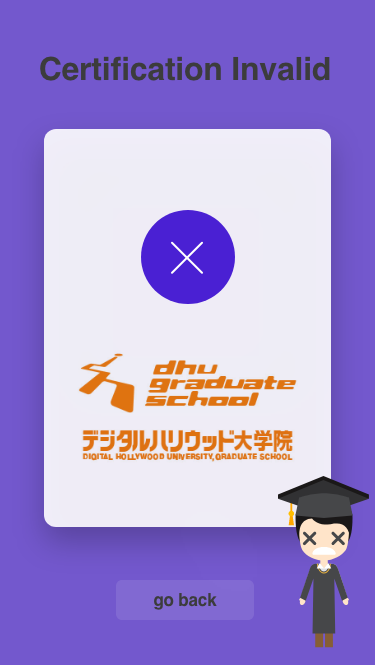 Certification Invalid
dhu
graduate
school
デジタルハリウッド大学院
DIGITAL HOLLYWOOD UNIVERSITY, GRADUATE SCHOOL
go back